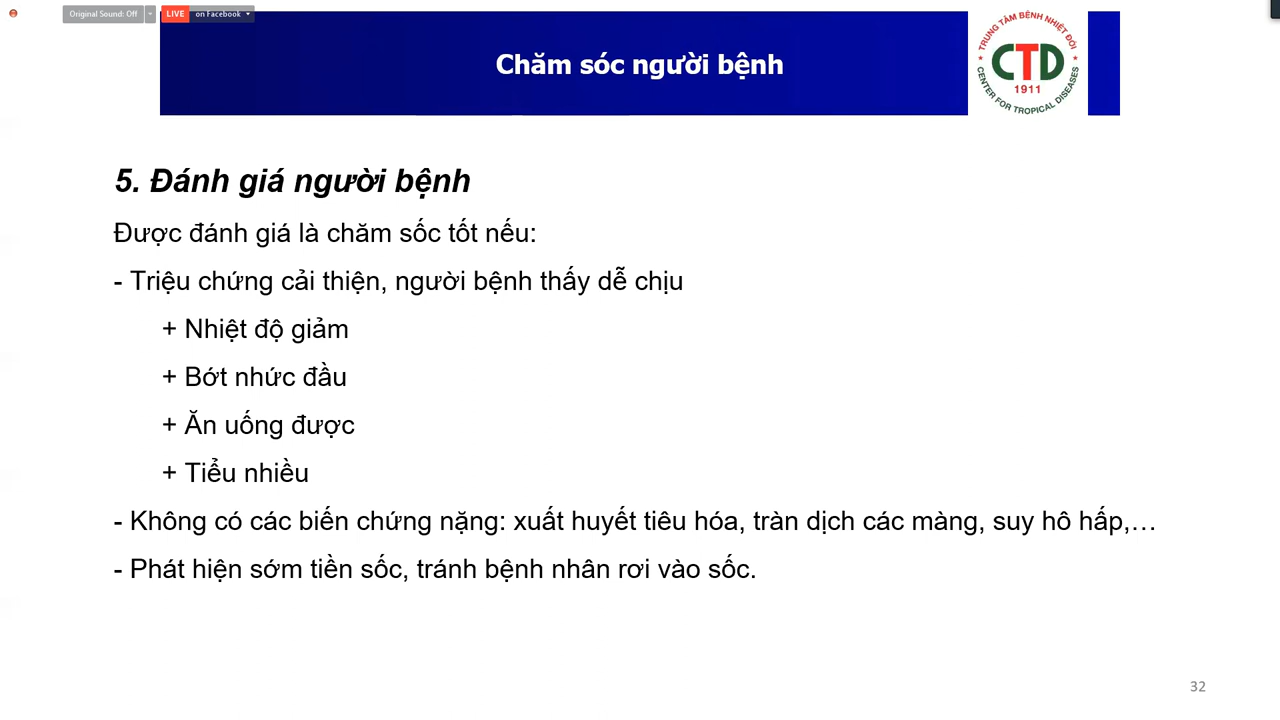 Original Sound: Off
LIVE on Facebook
Chăm sóc người bệnh
TRUNG TÂM BỆNH NHIỆT ĐỚI
CTD
1911
CENTER FOR TROPICAL DISEASES
5. Đánh giá người bệnh
Được đánh giá là chăm sốc tốt nếu:
- Triệu chứng cải thiện, người bệnh thấy dễ chịu
+ Nhiệt độ giảm
+ Bớt nhức đầu
+ Ăn uống được
+ Tiểu nhiều
- Không có các biến chứng nặng: xuất huyết tiêu hóa, tràn dịch các màng, suy hô hấp,…
- Phát hiện sớm tiền sốc, tránh bệnh nhân rơi vào sốc.
32